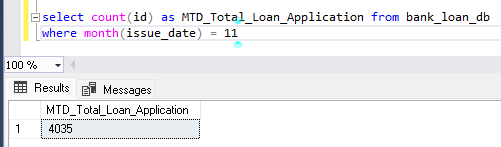 select count(id) as MTD_Total_Loan_Application from bank_loan_db
where month(issue_date) = 11
100 %
Results Messages
MTD_Total_Loan_Application
1 4035